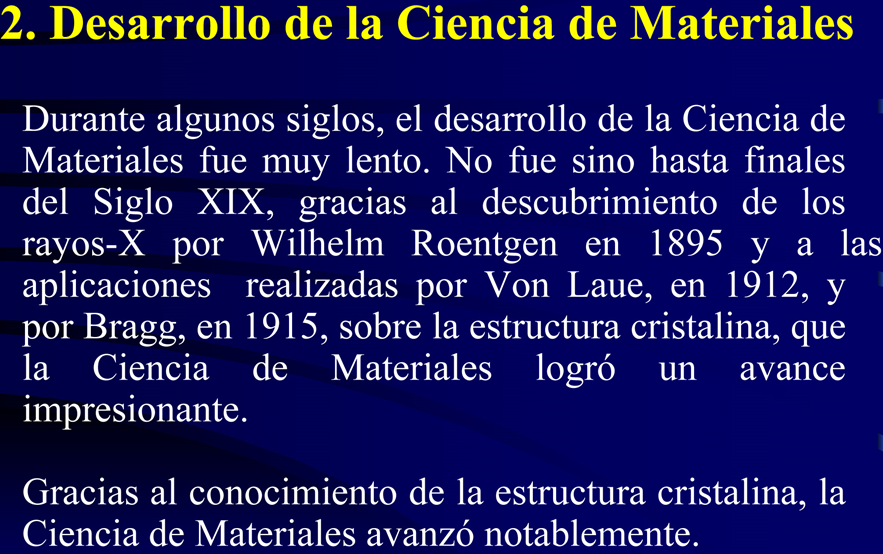 2. Desarrollo de la Ciencia de Materiales
Durante algunos siglos, el desarrollo de la Ciencia de
Materiales fue muy lento. No fue sino hasta finales
del Siglo XIX, gracias al descubrimiento de los
rayos-X por Wilhelm Roentgen en 1895 y a las
aplicaciones realizadas por Von Laue, en 1912, y
por Bragg, en 1915, sobre la estructura cristalina, que
la Ciencia de Materiales logró un avance
impresionante.
Gracias al conocimiento de la estructura cristalina, la
Ciencia de Materiales avanzó notablemente.